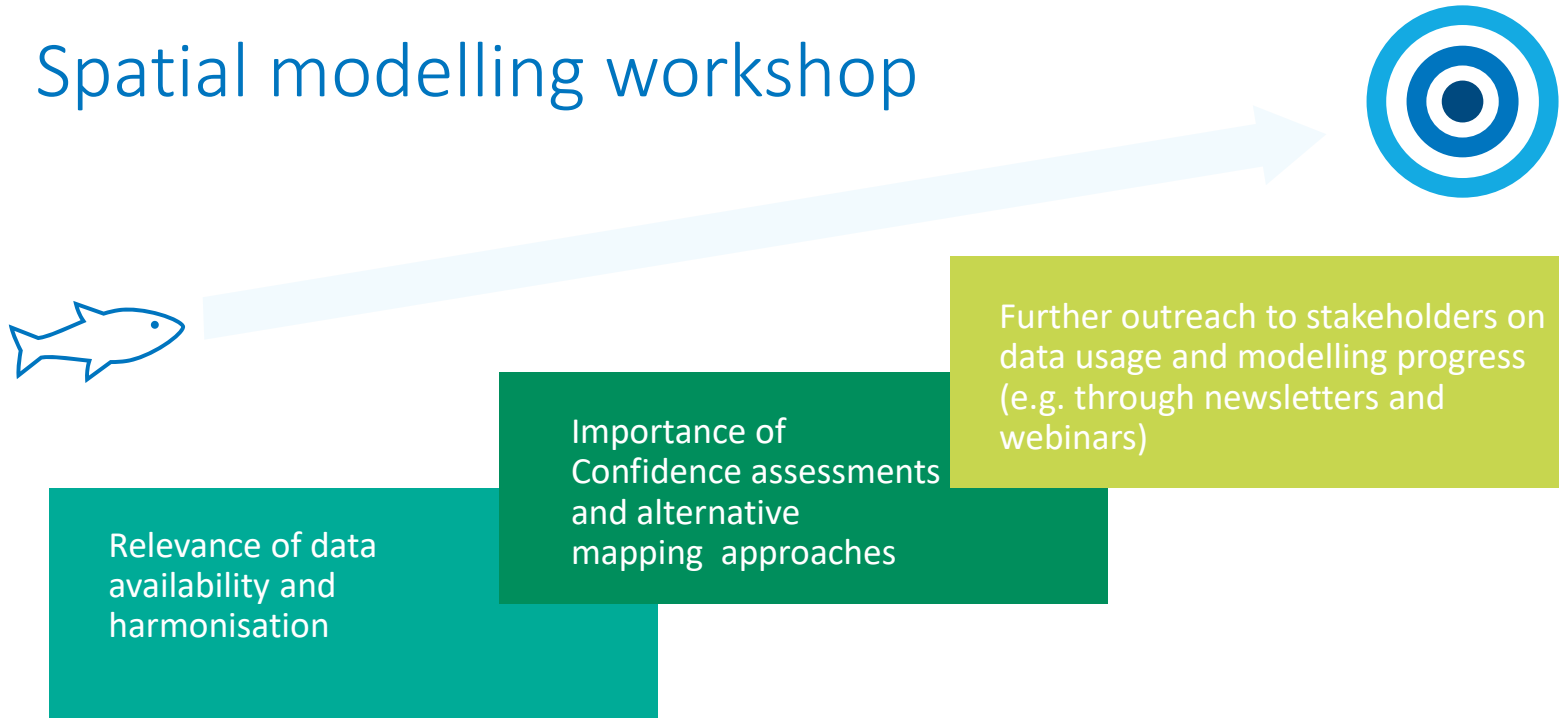 Spatial modelling workshop
Further outreach to stakeholders on
data usage and modelling progress
(e.g. through newsletters and
webinars)
Importance of
Confidence assessments
and alternative
mapping  approaches
Relevance of data
availability and
harmonisation